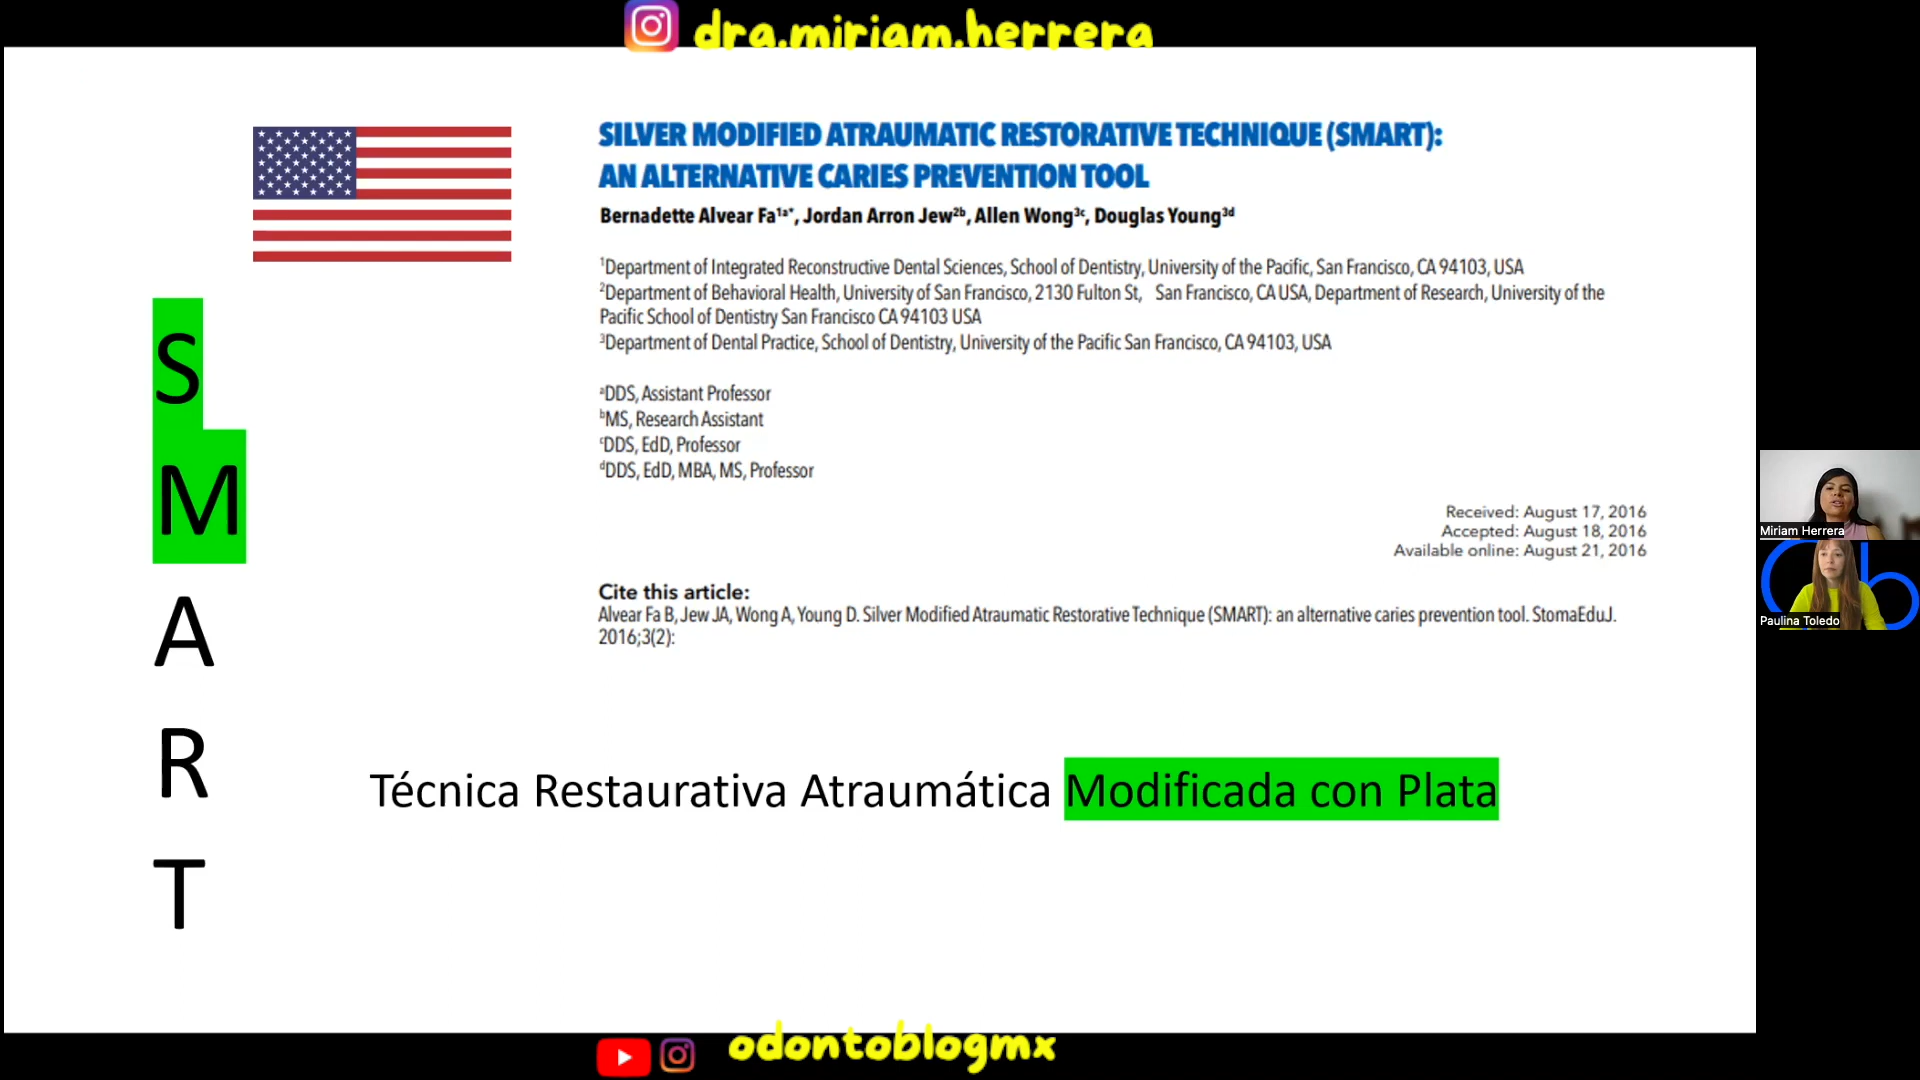 dra.miriam.herrera
SILVER MODIFIED ATRAUMATIC RESTORATIVE TECHNIQUE (SMART):
AN ALTERNATIVE CARIES PREVENTION TOOL
Bernadette Alvear Fa1a*, Jordan Arron Jew2b, Allen Wong3c, Douglas Young3d
1Department of Integrated Reconstructive Dental Sciences, School of Dentistry, University of the Pacific, San Francisco, CA 94103, USA
2Department of Behavioral Health, University of San Francisco, 2130 Fulton St, San Francisco, CA USA, Department of Research, University of the
Pacific School of Dentistry San Francisco CA 94103 USA
3Department of Dental Practice, School of Dentistry, University of the Pacific San Francisco, CA 94103, USA
aDDS, Assistant Professor
bMS, Research Assistant
cDDS, EdD, Professor
dDDS, EdD, MBA, MS, Professor
Received: August 17, 2016
Accepted: August 18, 2016
Available online: August 21, 2016
Cite this article:
Alvear Fa B, Jew JA, Wong A, Young D. Silver Modified Atraumatic Restorative Technique (SMART): an alternative caries prevention tool. StomaEduJ.
2016;3(2):
S
M
A
R
T
Técnica Restaurativa Atraumática Modificada con Plata
Miriam Herrera
Paulina Toledo
odontoblogmx